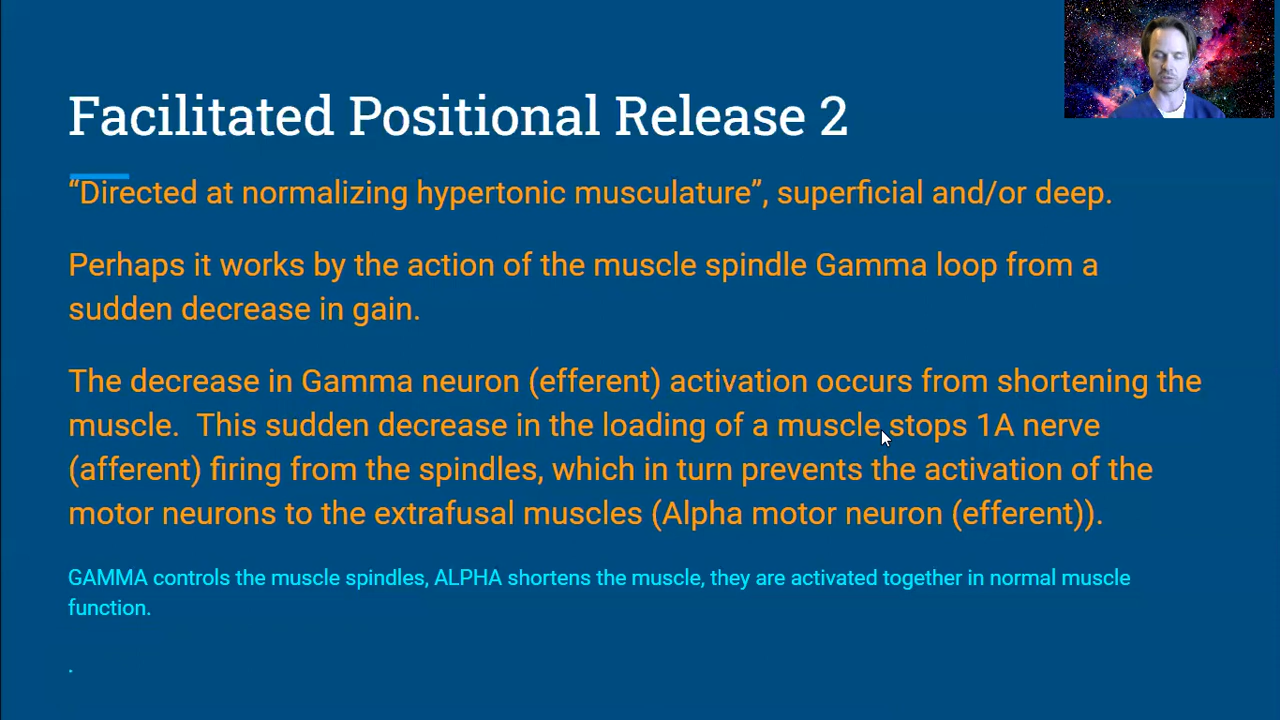 Facilitated Positional Release 2
“Directed at normalizing hypertonic musculature”, superficial and/or deep.
Perhaps it works by the action of the muscle spindle Gamma loop from a
sudden decrease in gain.
The decrease in Gamma neuron (efferent) activation occurs from shortening the
muscle.  This sudden decrease in the loading of a muscle stops 1A nerve
(afferent) firing from the spindles, which in turn prevents the activation of the
motor neurons to the extrafusal muscles (Alpha motor neuron (efferent)).
GAMMA controls the muscle spindles, ALPHA shortens the muscle, they are activated together in normal muscle
function.
.